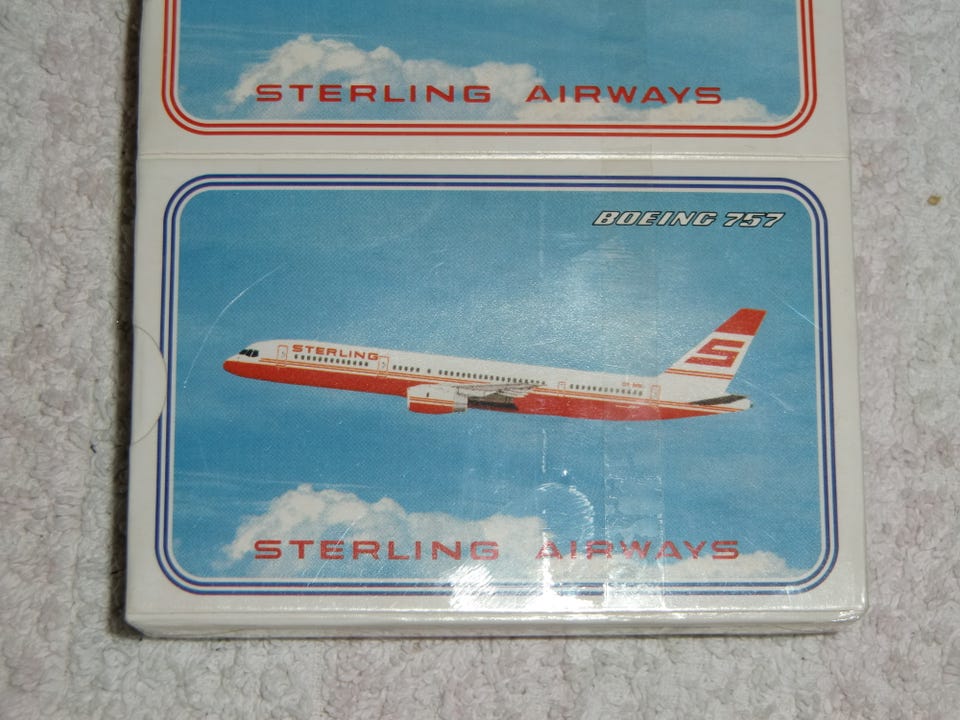 STERLING AIRWAYS
BOEING 757
STERLING
S
STERLING AIRWAYS